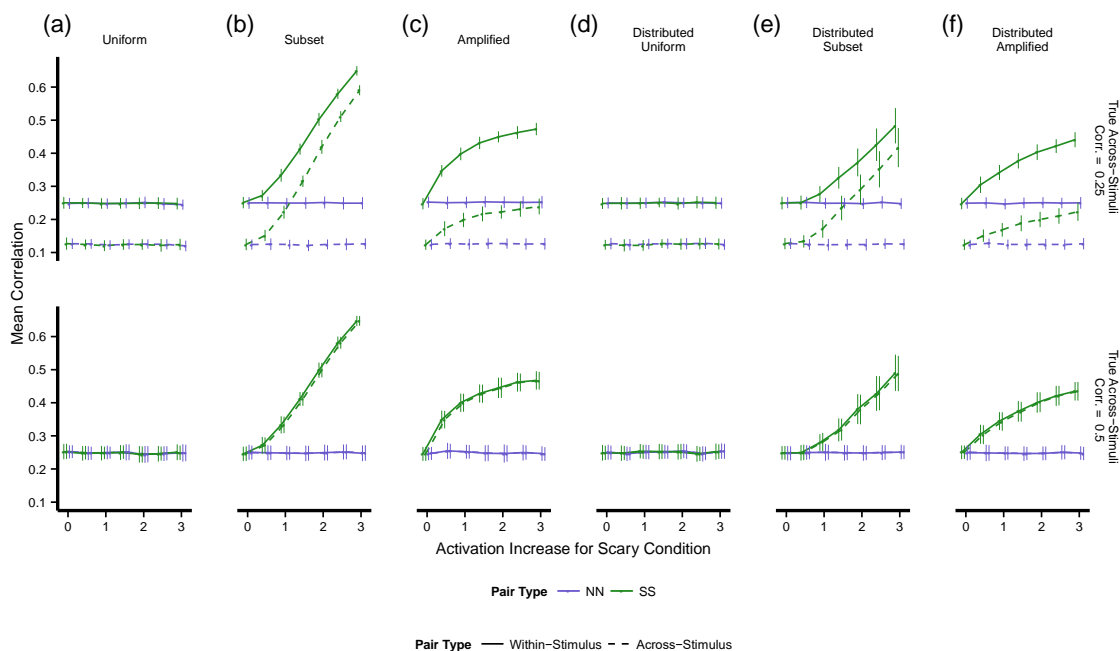 (a) (b) (c) (d) (e) (f)
Uniform Subset Amplified Distributed Uniform Distributed Subset Distributed Amplified
0.6
0.5
0.4
0.3
0.2
0.1
True Across−Stimuli
Corr. = 0.25
Mean Correlation
0.6
0.5
0.4
0.3
0.2
0.1
True Across−Stimuli
Corr. = 0.5
0 1 2 3 0 1 2 3 0 1 2 3 0 1 2 3 0 1 2 3 0 1 2 3
Activation Increase for Scary Condition
Pair Type NN SS
Pair Type Within−Stimulus Across−Stimulus